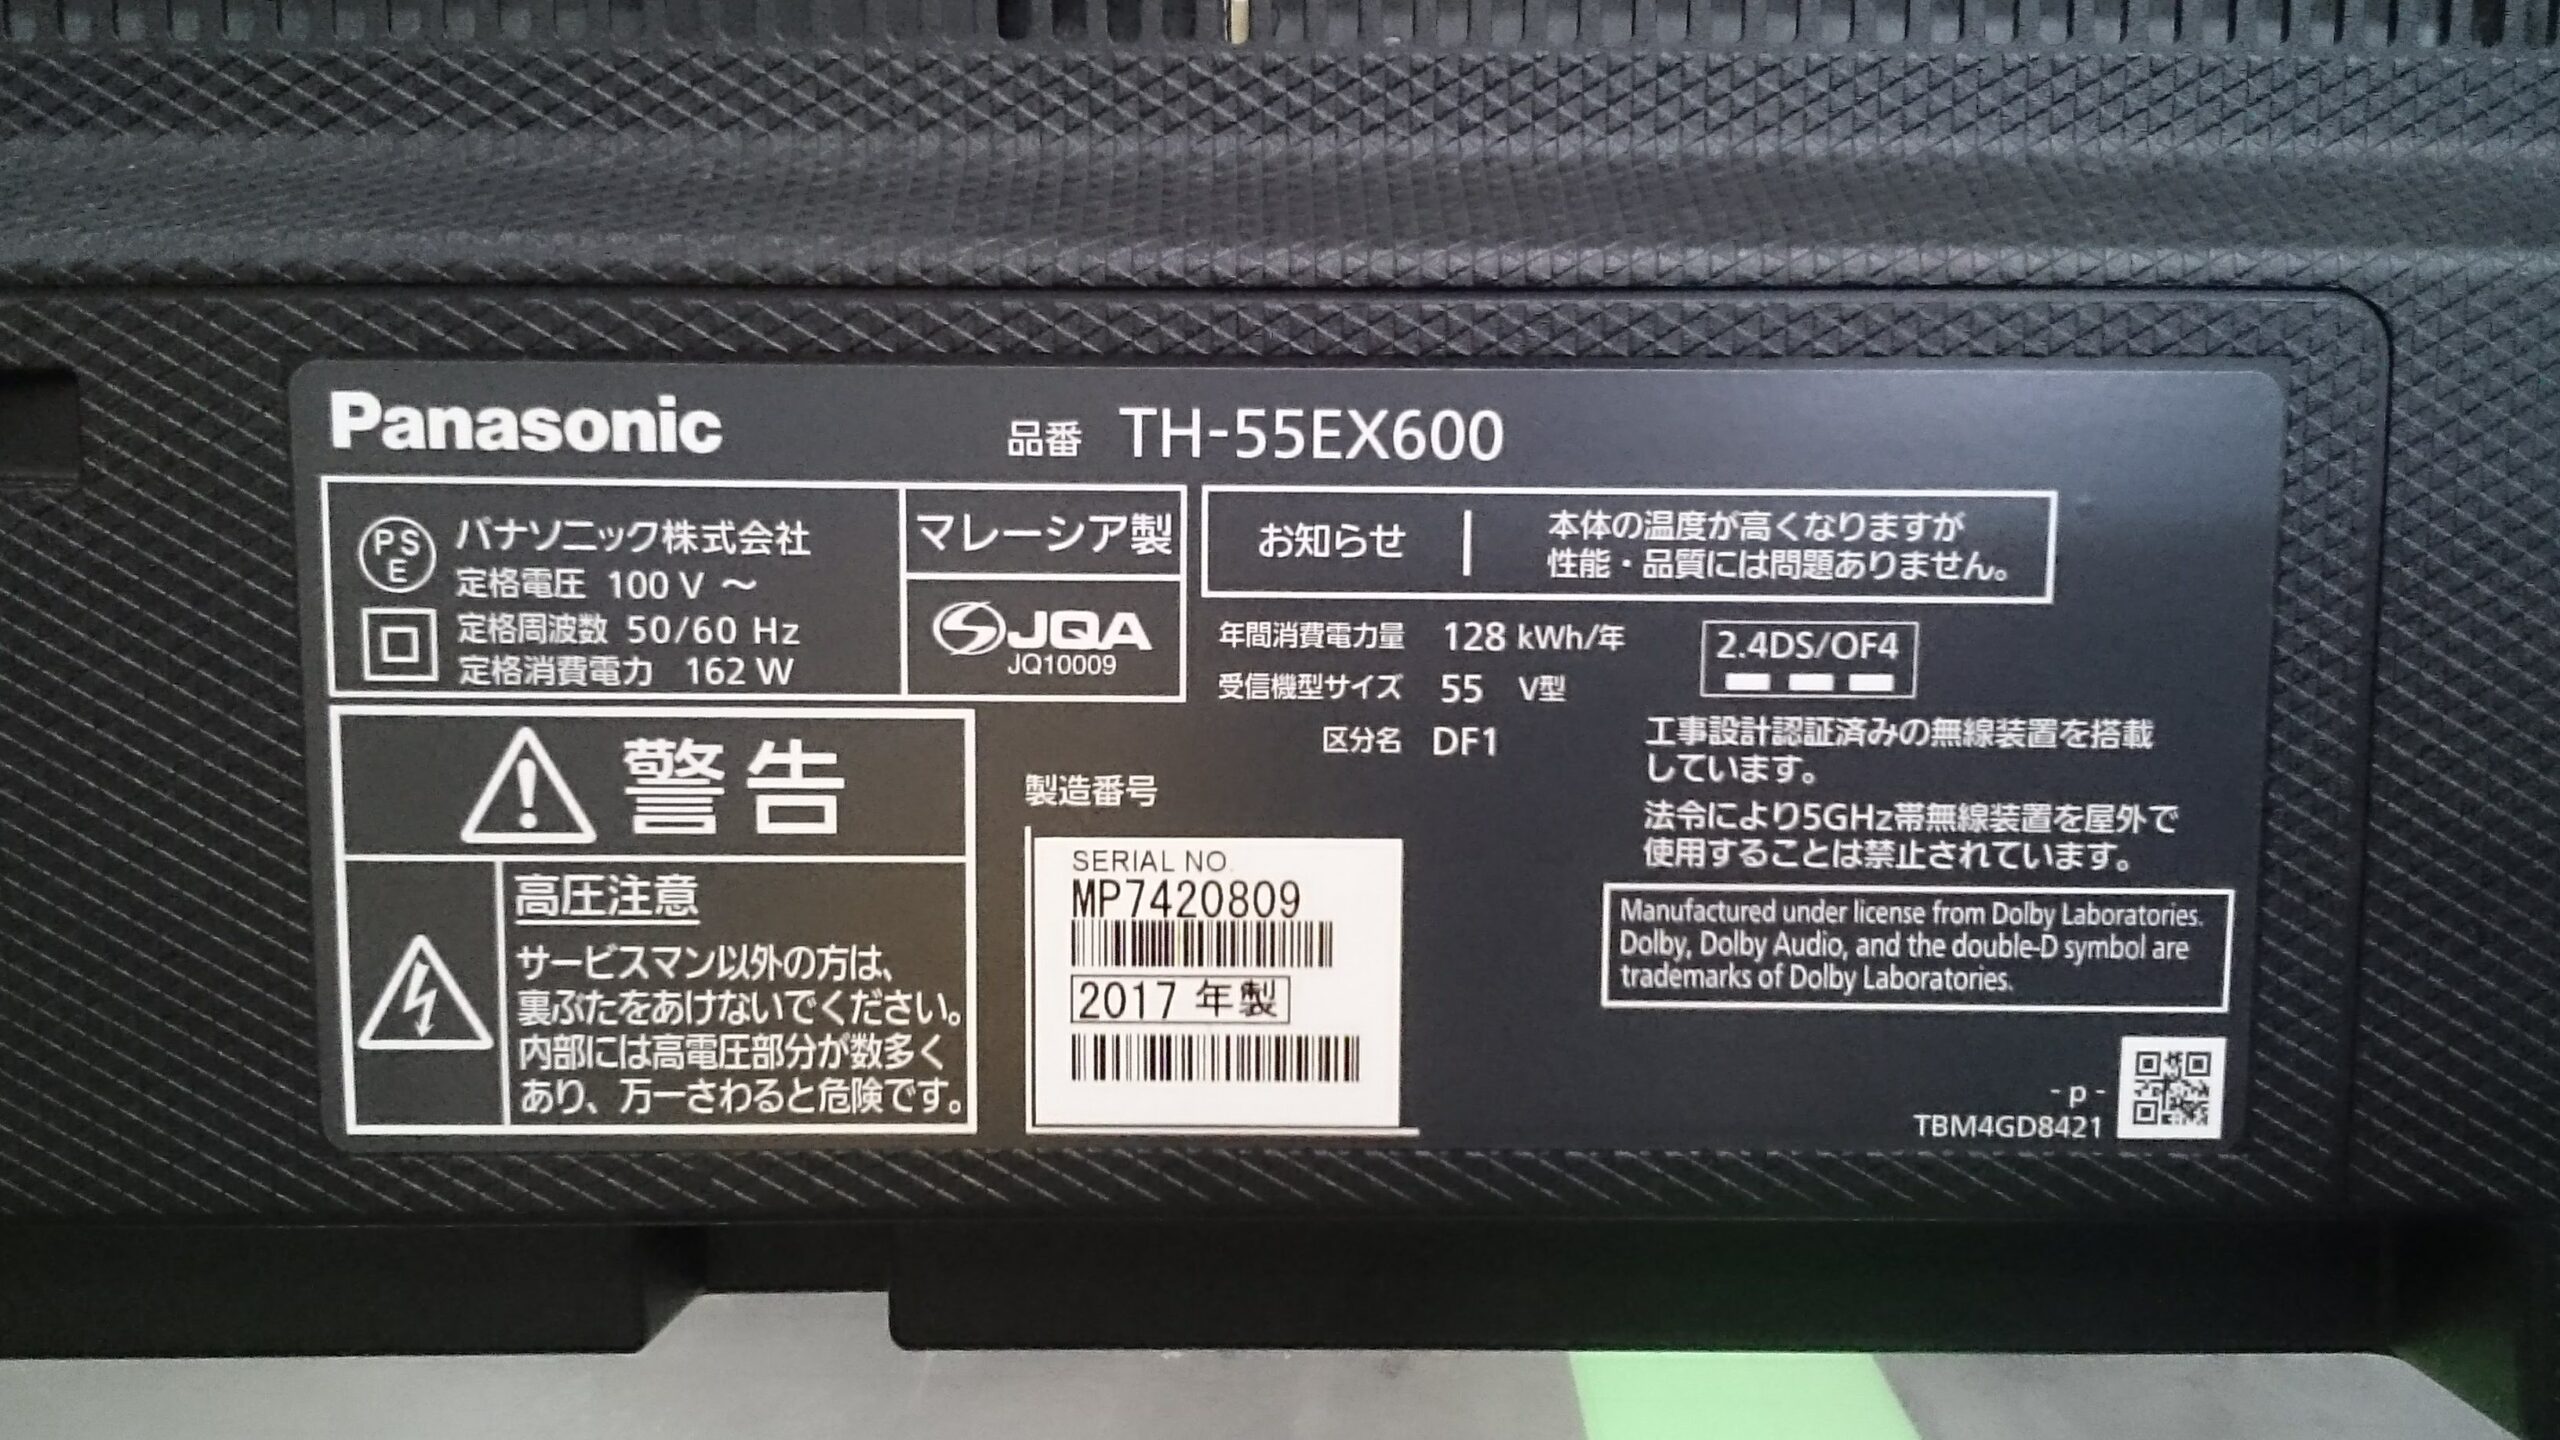 Panasonic
品番 TH-55EX600
PS
E
パナソニック株式会社
定格電圧 100 V ～
定格周波数 50/60 Hz
定格消費電力 162 W
マレーシア製
JQA
JQ10009
お知らせ
本体の温度が高くなりますが
性能・品質には問題ありません。
年間消費電力量 128 kWh/年
受信機型サイズ 55 V型
区分名 DF1
2.4DS/OF4
工事設計認証済みの無線装置を搭載
しています。
法令により5GHz帯無線装置を屋外で
使用することは禁止されています。
警告
高圧注意
サービスマン以外の方は、
裏ぶたをあけないでください。
内部には高電圧部分が数多く
あり、万一さわると危険です。
製造番号
SERIAL NO.
MP7420809
2017 年製
Manufactured under license from Dolby Laboratories.
Dolby, Dolby Audio, and the double-D symbol are
trademarks of Dolby Laboratories.
- p -
TBM4GD8421